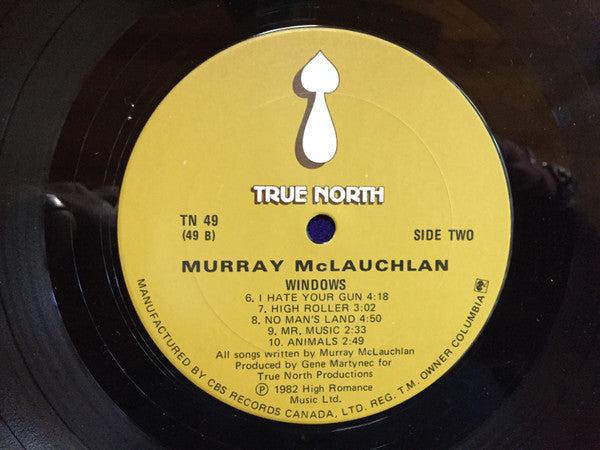 TRUE NORTH
TN 49
(49 B)
SIDE TWO
MURRAY McLAUCHLAN
WINDOWS
6. I HATE YOUR GUN 4:18
7. HIGH ROLLER 3:02
8. NO MAN'S LAND 4:50
9. MR. MUSIC 2:33
10. ANIMALS 2:49
All songs written by Murray McLauchlan
Produced by Gene Martynec for
True North Productions
℗ 1982 High Romance
Music Ltd.
MANUFACTURED BY CBS RECORDS CANADA, LTD. REG. T.M. OWNER COLUMBIA